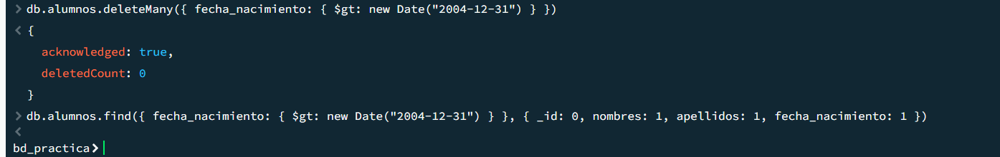 > db.alumnos.deleteMany({ fecha_nacimiento: { $gt: new Date("2004-12-31") } })
< {
acknowledged: true,
deletedCount: 0
}
> db.alumnos.find({ fecha_nacimiento: { $gt: new Date("2004-12-31") } }, { _id: 0, nombres: 1, apellidos: 1, fecha_nacimiento: 1 })
<
bd_practica>